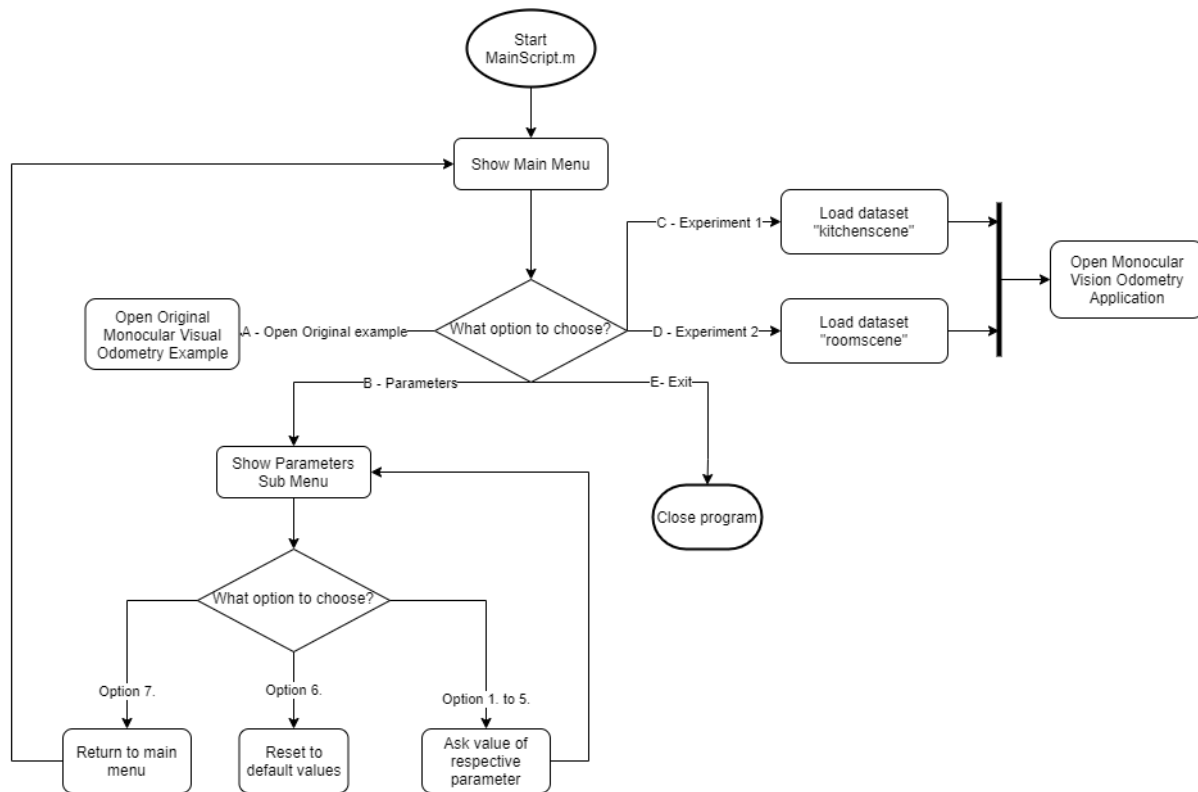 Start
MainScript.m
Show Main Menu
C - Experiment 1
Load dataset
"kitchenscene"
Open Monocular
Vision Odometry
Application
Open Original
Monocular Visual
Odometry Example
A - Open Original example
What option to choose?
D - Experiment 2
Load dataset
"roomscene"
B - Parameters
E- Exit
Show Parameters
Sub Menu
Close program
What option to choose?
Option 7.
Option 6.
Option 1. to 5.
Return to main
menu
Reset to
default values
Ask value of
respective
parameter